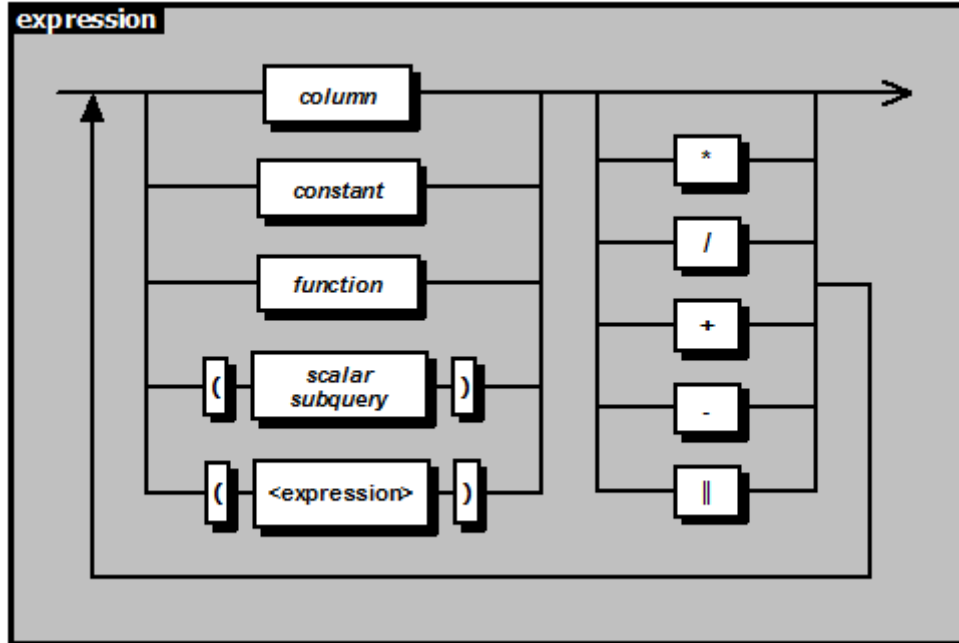 expression
column
*
constant
/
function
+
( scalar subquery )
-
( <expression> )
||